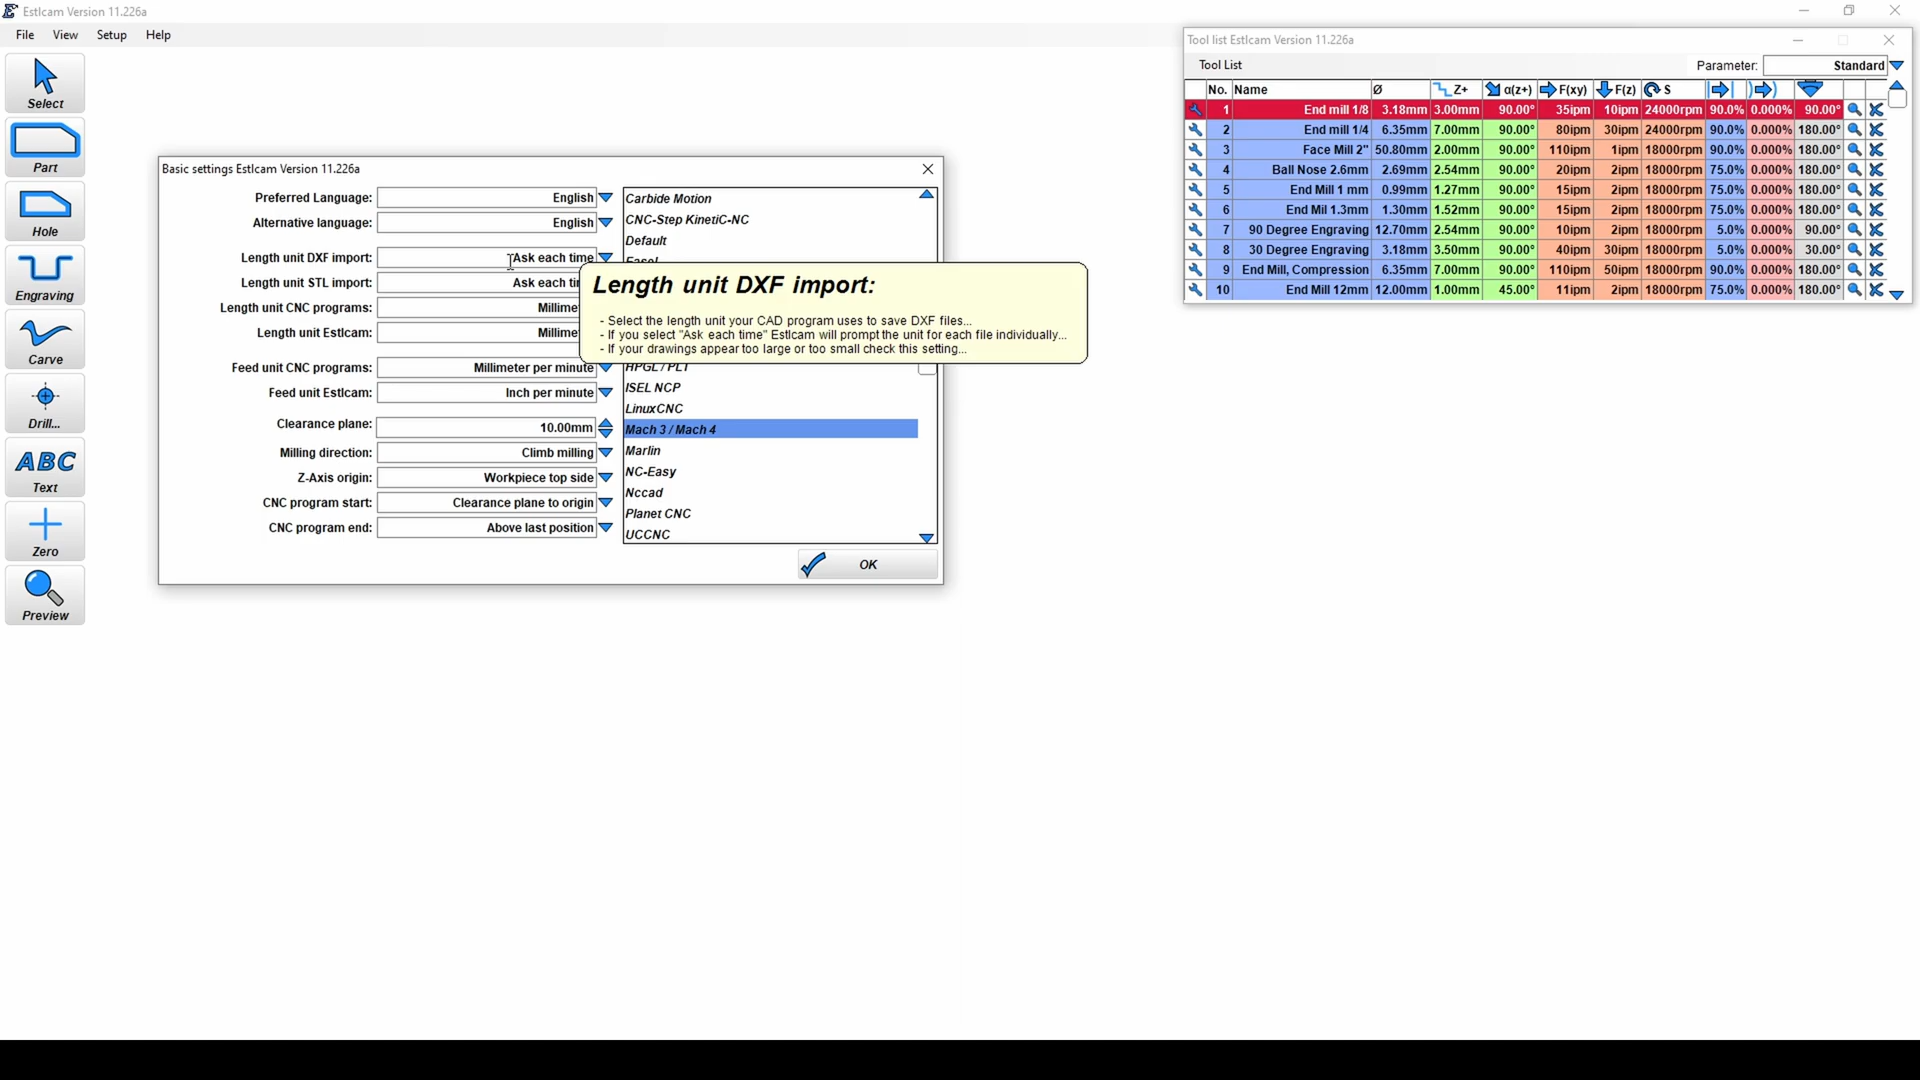 Estlcam Version 11.226a
File View Setup Help
Select
Part
Hole
Engraving
Carve
Drill...
ABC
Text
Zero
Preview
Basic settings Estlcam Version 11.226a
Preferred Language: English
Alternative language: English
Length unit DXF import: Ask each time
Length unit STL import: Ask each
Length unit CNC programs:
Length unit Estlcam:
Feed unit CNC programs: Millimeter per minute
Feed unit Estlcam: Inch per minute
Clearance plane: 10.00mm
Milling direction: Climb milling
Z-Axis origin: Workpiece top side
CNC program start: Clearance plane to origin
CNC program end: Above last position
Carbide Motion
CNC-Step KinetiC-NC
Default
Length unit DXF import:
- Select the length unit your CAD program uses to save DXF files...
- If you select "Ask each time" Estlcam will prompt the unit for each file individually...
- If your drawings appear too large or too small check this setting...
HPGL / PLT
ISEL NCP
LinuxCNC
Mach 3 / Mach 4
Marlin
NC-Easy
Nccad
Planet CNC
UCCNC
OK
Tool list Estlcam Version 11.226a
Tool List Parameter: Standard
No. Name Ø Z+ α(z+) F(xy) F(z) S
1 End mill 1/8 3.18mm 3.00mm 90.00° 35ipm 10ipm 24000rpm 90.0% 0.000% 90.00°
2 End mill 1/4 6.35mm 7.00mm 90.00° 80ipm 30ipm 24000rpm 90.0% 0.000% 180.00°
3 Face Mill 2" 50.80mm 2.00mm 90.00° 110ipm 1ipm 18000rpm 90.0% 0.000% 180.00°
4 Ball Nose 2.6mm 2.69mm 2.54mm 90.00° 20ipm 2ipm 18000rpm 75.0% 0.000% 180.00°
5 End Mill 1 mm 0.99mm 1.27mm 90.00° 15ipm 2ipm 18000rpm 75.0% 0.000% 180.00°
6 End Mil 1.3mm 1.30mm 1.52mm 90.00° 15ipm 2ipm 18000rpm 75.0% 0.000% 180.00°
7 90 Degree Engraving 12.70mm 2.54mm 90.00° 10ipm 2ipm 18000rpm 5.0% 0.000% 90.00°
8 30 Degree Engraving 3.18mm 3.50mm 90.00° 40ipm 30ipm 18000rpm 5.0% 0.000% 30.00°
9 End Mill, Compression 6.35mm 7.00mm 90.00° 110ipm 50ipm 18000rpm 90.0% 0.000% 180.00°
10 End Mill 12mm 12.00mm 1.00mm 45.00° 11ipm 2ipm 18000rpm 75.0% 0.000% 180.00°